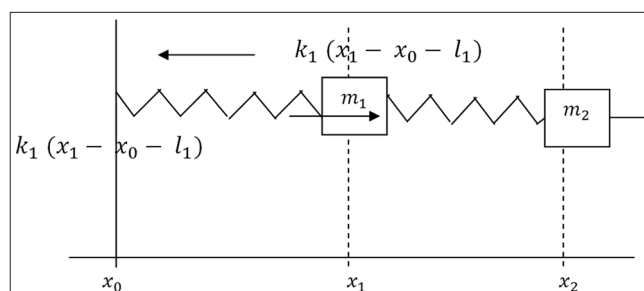 k₁ (x₁ − x₀ − l₁)
m₁
m₂
k₁ (x₁ − x₀ − l₁)
x₀
x₁
x₂